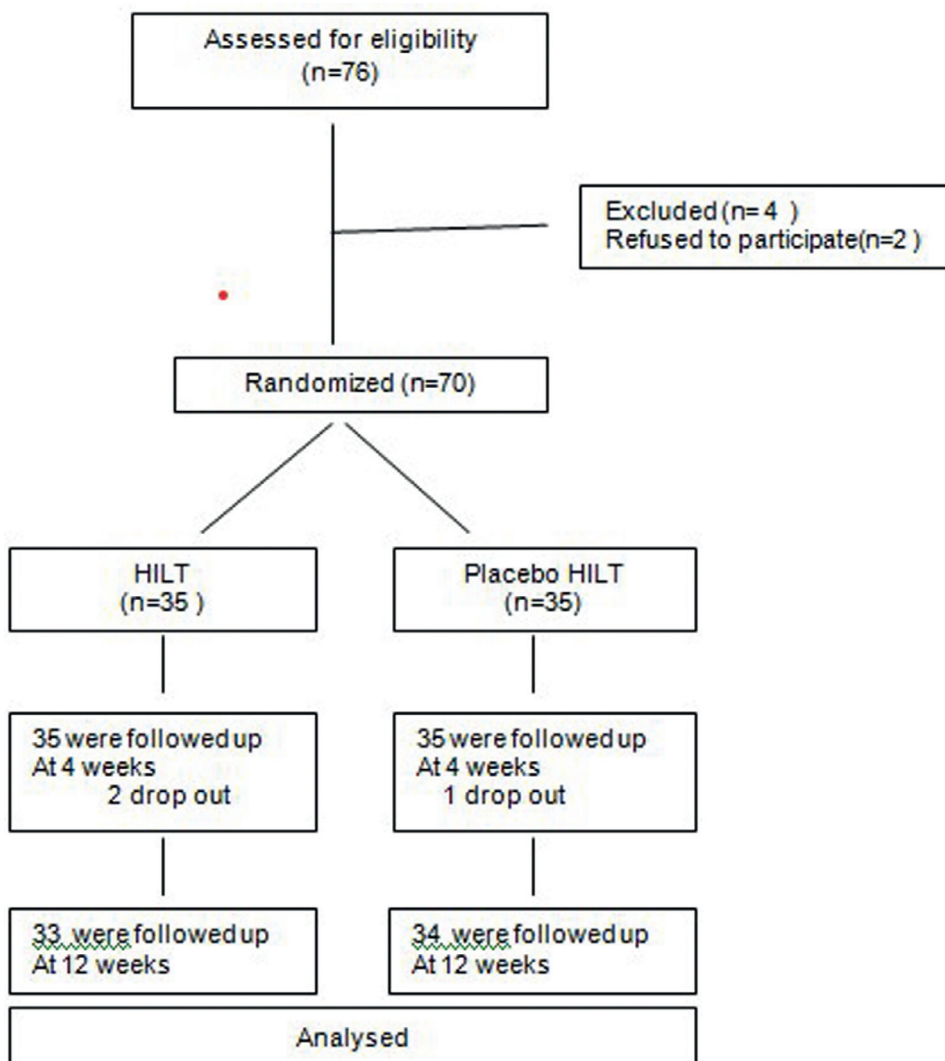 Assessed for eligibility
(n=76)
Excluded (n= 4 )
Refused to participate(n=2 )
Randomized (n=70)
HILT
(n=35 )
Placebo HILT
(n=35)
35 were followed up
At 4 weeks
2 drop out
35 were followed up
At 4 weeks
1 drop out
33 were followed up
At 12 weeks
34 were followed up
At 12 weeks
Analysed